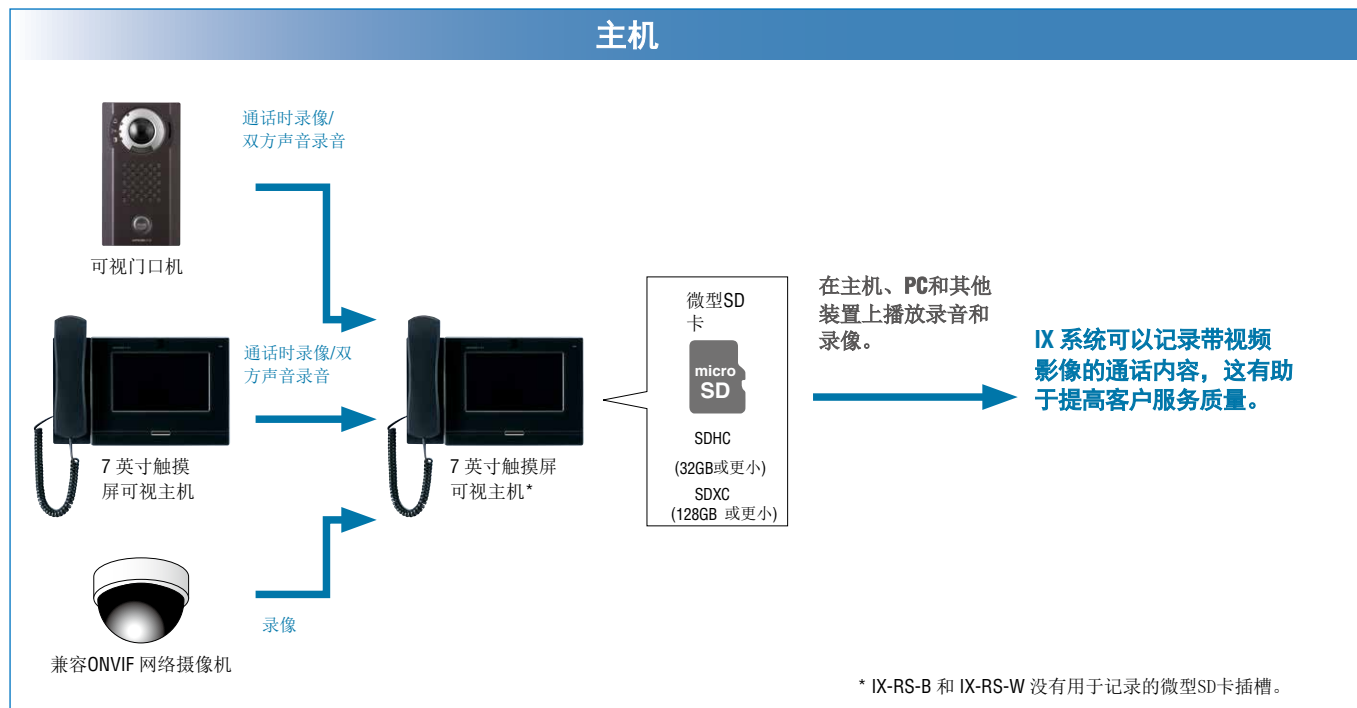 主机
通话时录像/
双方声音录音
可视门口机
通话时录像/双
方声音录音
7 英寸触摸
屏可视主机
7 英寸触摸屏
可视主机*
录像
兼容ONVIF 网络摄像机
微型SD
卡
micro
SD
SDHC
(32GB或更小)
SDXC
(128GB 或更小)
在主机、PC和其他
装置上播放录音和
录像。
IX 系统可以记录带视频
影像的通话内容，这有助
于提高客户服务质量。
* IX-RS-B 和 IX-RS-W 没有用于记录的微型SD卡插槽。